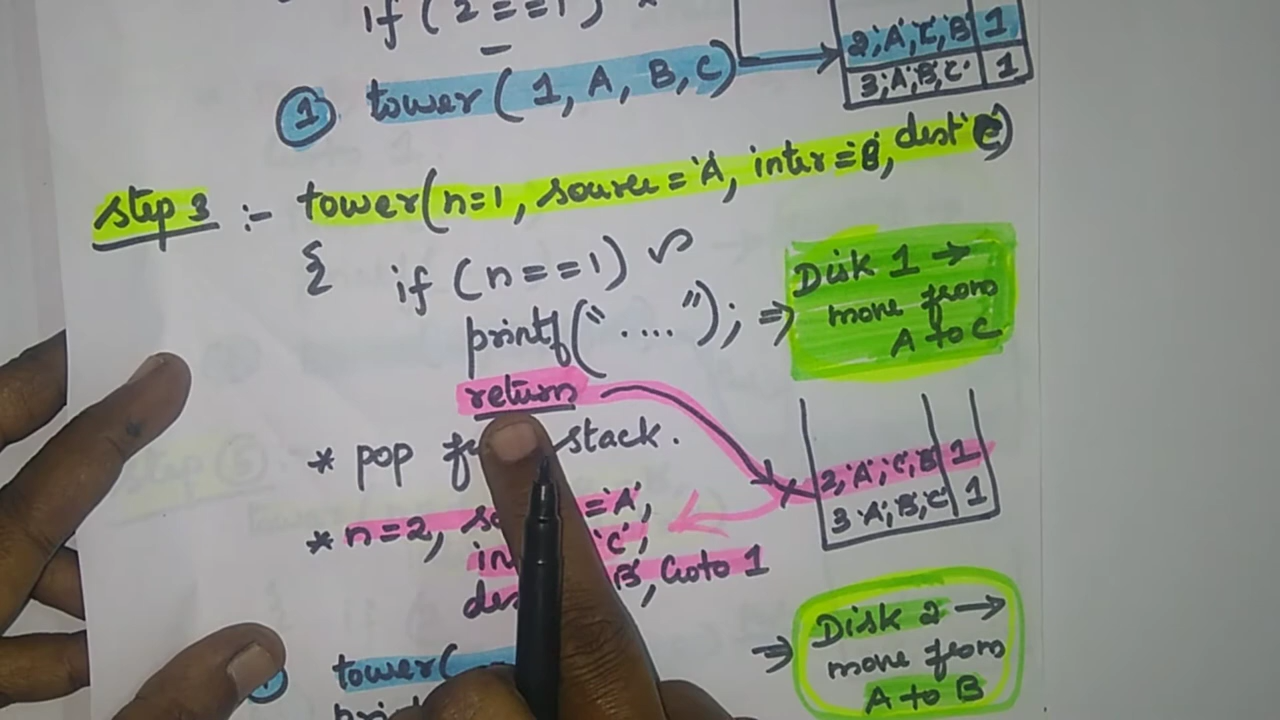 if (2==1) ×
2,'A','C','B' 1
① tower(1, A, B, C)
3,'A','B','C' 1
step 3 :- tower(n=1, source='A', inter='B', dest'C')
{ if (n==1) ✓
printf("...."); ⇒ Disk 1 →
move from
A to C
return
* pop stack.
2,'A','C','B' 1
* n=2, ='A',
3 'A','B','C' 1
'C',
'B', Goto 1
⇒ Disk 2 →
move from
A to B
tower(